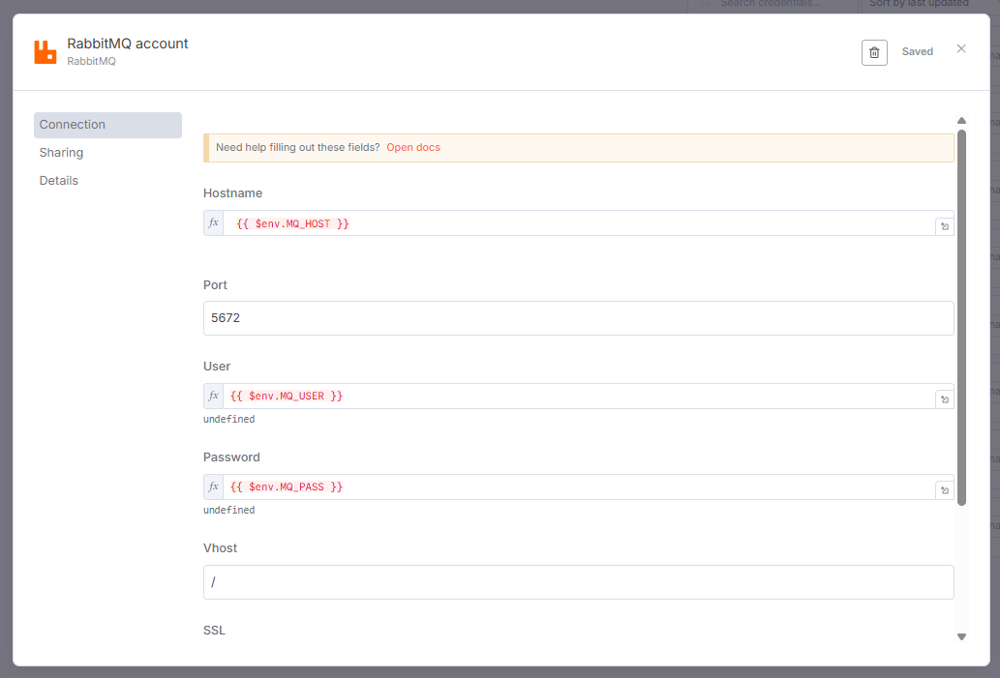 Search credentials...
Sort by last updated
RabbitMQ account
RabbitMQ
Saved
Connection
Sharing
Details
Need help filling out these fields? Open docs
Hostname
fx {{ $env.MQ_HOST }}
Port
5672
User
fx {{ $env.MQ_USER }}
undefined
Password
fx {{ $env.MQ_PASS }}
undefined
Vhost
/
SSL